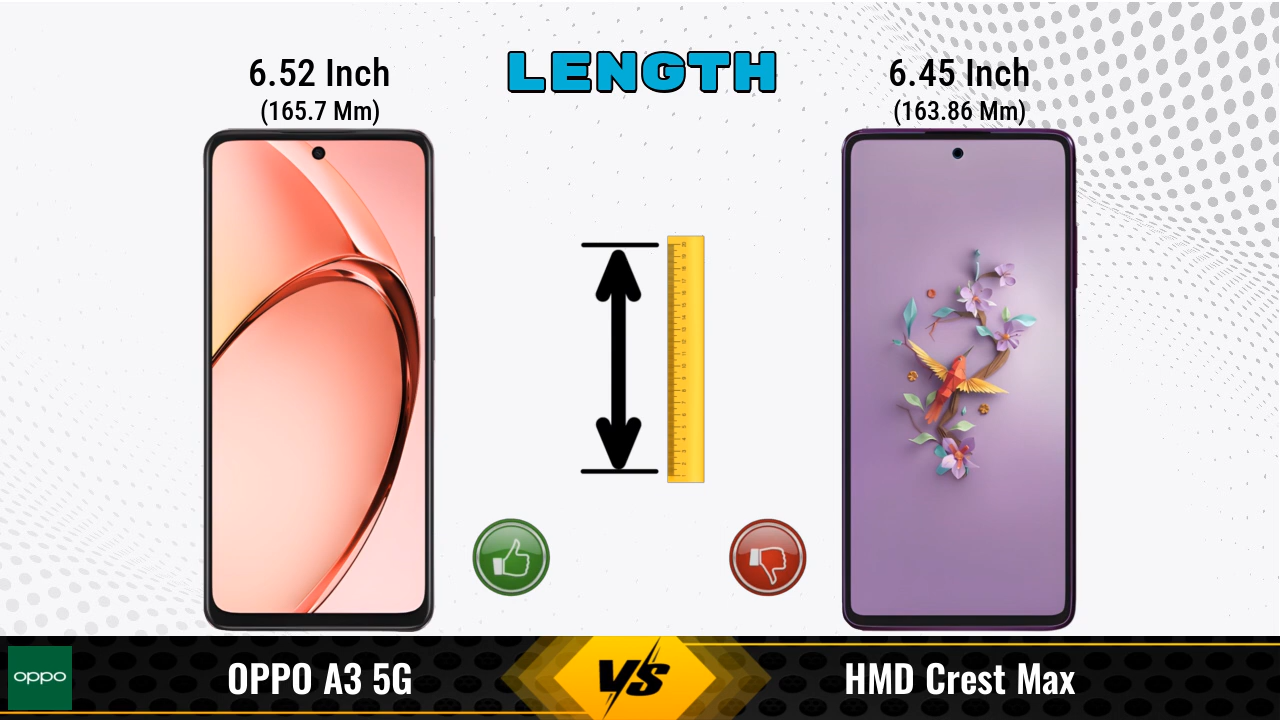 LENGTH
6.52 Inch
(165.7 Mm)
6.45 Inch
(163.86 Mm)
oppo
OPPO A3 5G
VS
HMD Crest Max